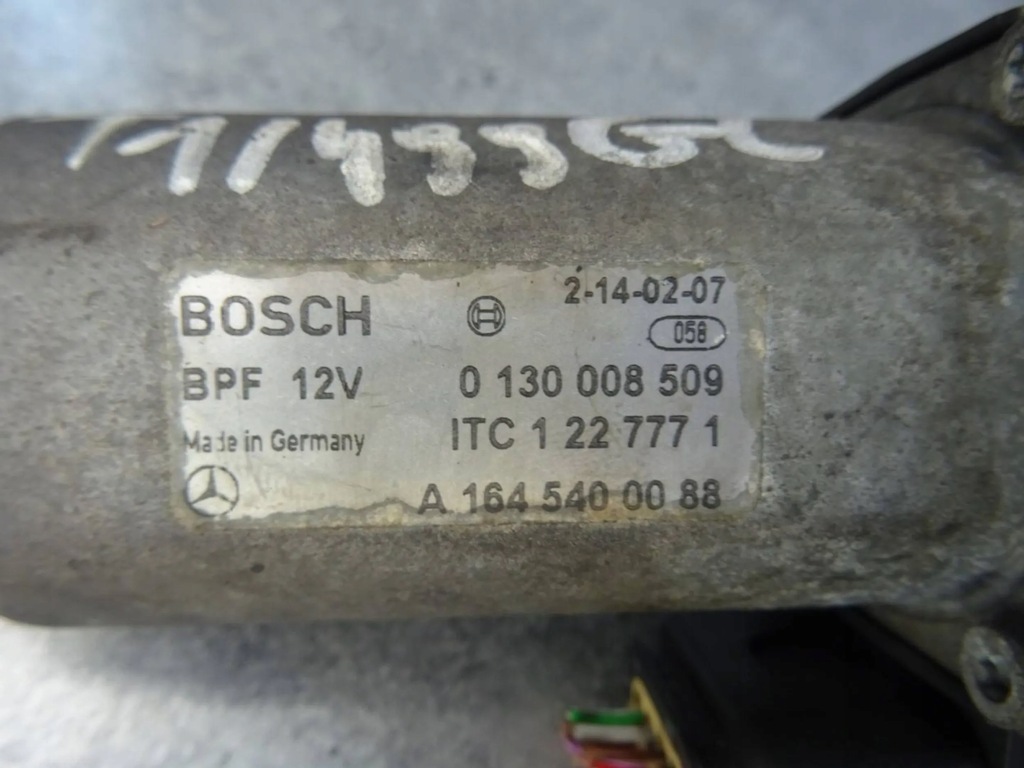 BOSCH 2-14-02-07
058
BPF 12V 0 130 008 509
Made in Germany ITC 1 22 777 1
A 164 540 00 88